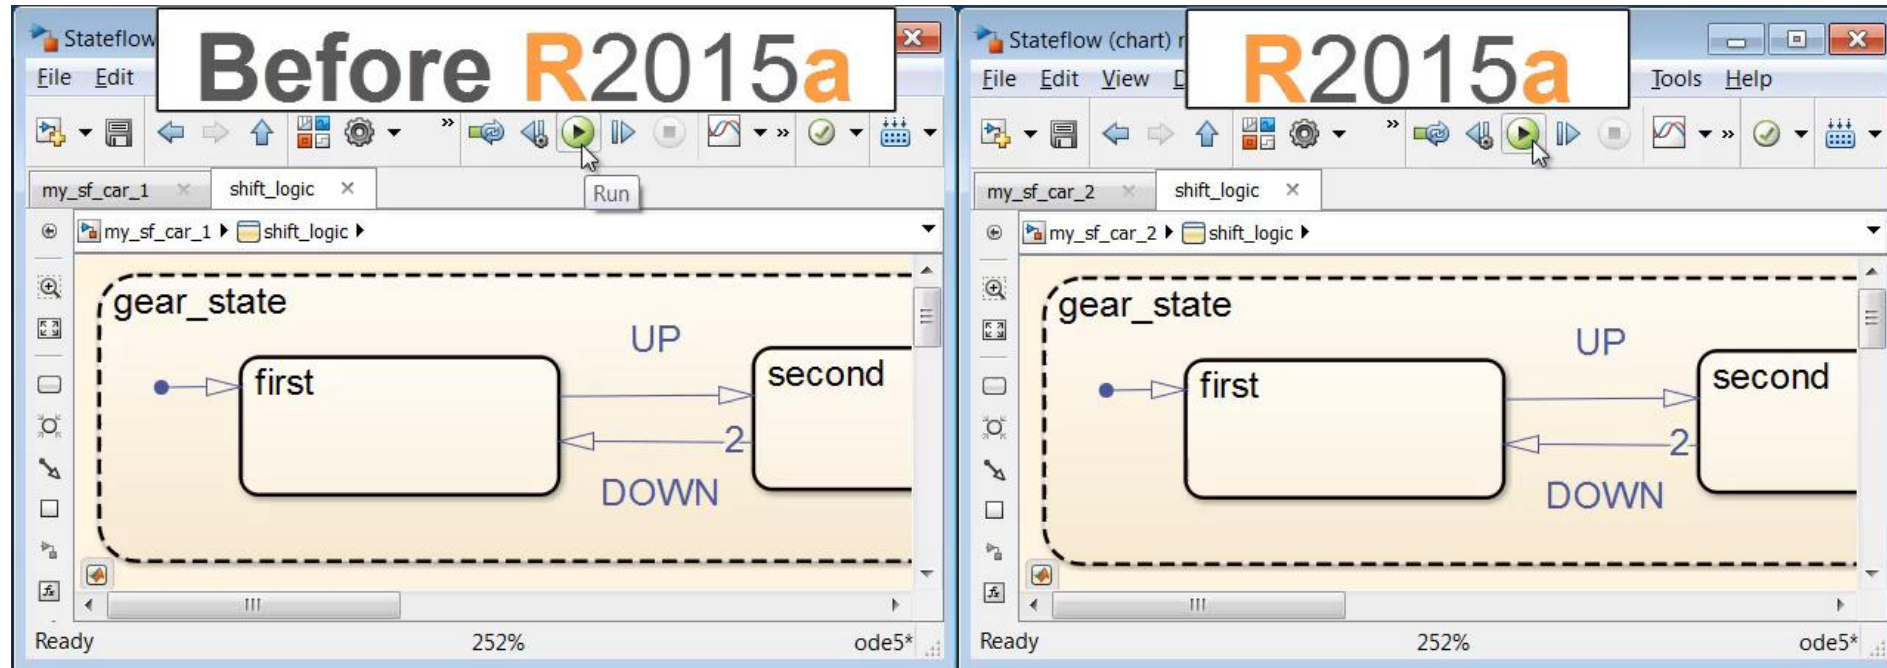 Stateflow
Before R2015a
File Edit
Run
my_sf_car_1
shift_logic
my_sf_car_1
shift_logic
gear_state
UP
first
second
2
DOWN
Ready
252%
ode5*
Stateflow (chart)
R2015a
File Edit View
Tools Help
my_sf_car_2
shift_logic
my_sf_car_2
shift_logic
gear_state
UP
first
second
2
DOWN
Ready
252%
ode5*